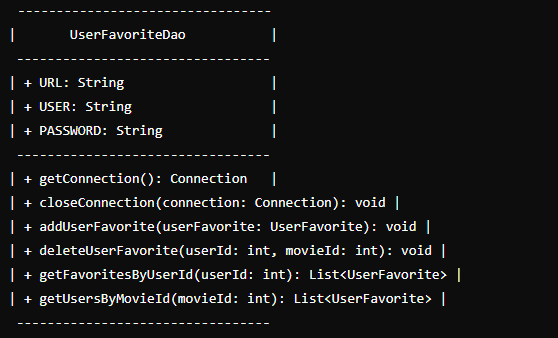 ---------------------------------
|       UserFavoriteDao           |
 ---------------------------------
| + URL: String                   |
| + USER: String                  |
| + PASSWORD: String              |
 ---------------------------------
| + getConnection(): Connection   |
| + closeConnection(connection: Connection): void |
| + addUserFavorite(userFavorite: UserFavorite): void |
| + deleteUserFavorite(userId: int, movieId: int): void |
| + getFavoritesByUserId(userId: int): List<UserFavorite> |
| + getUsersByMovieId(movieId: int): List<UserFavorite> |
 ---------------------------------